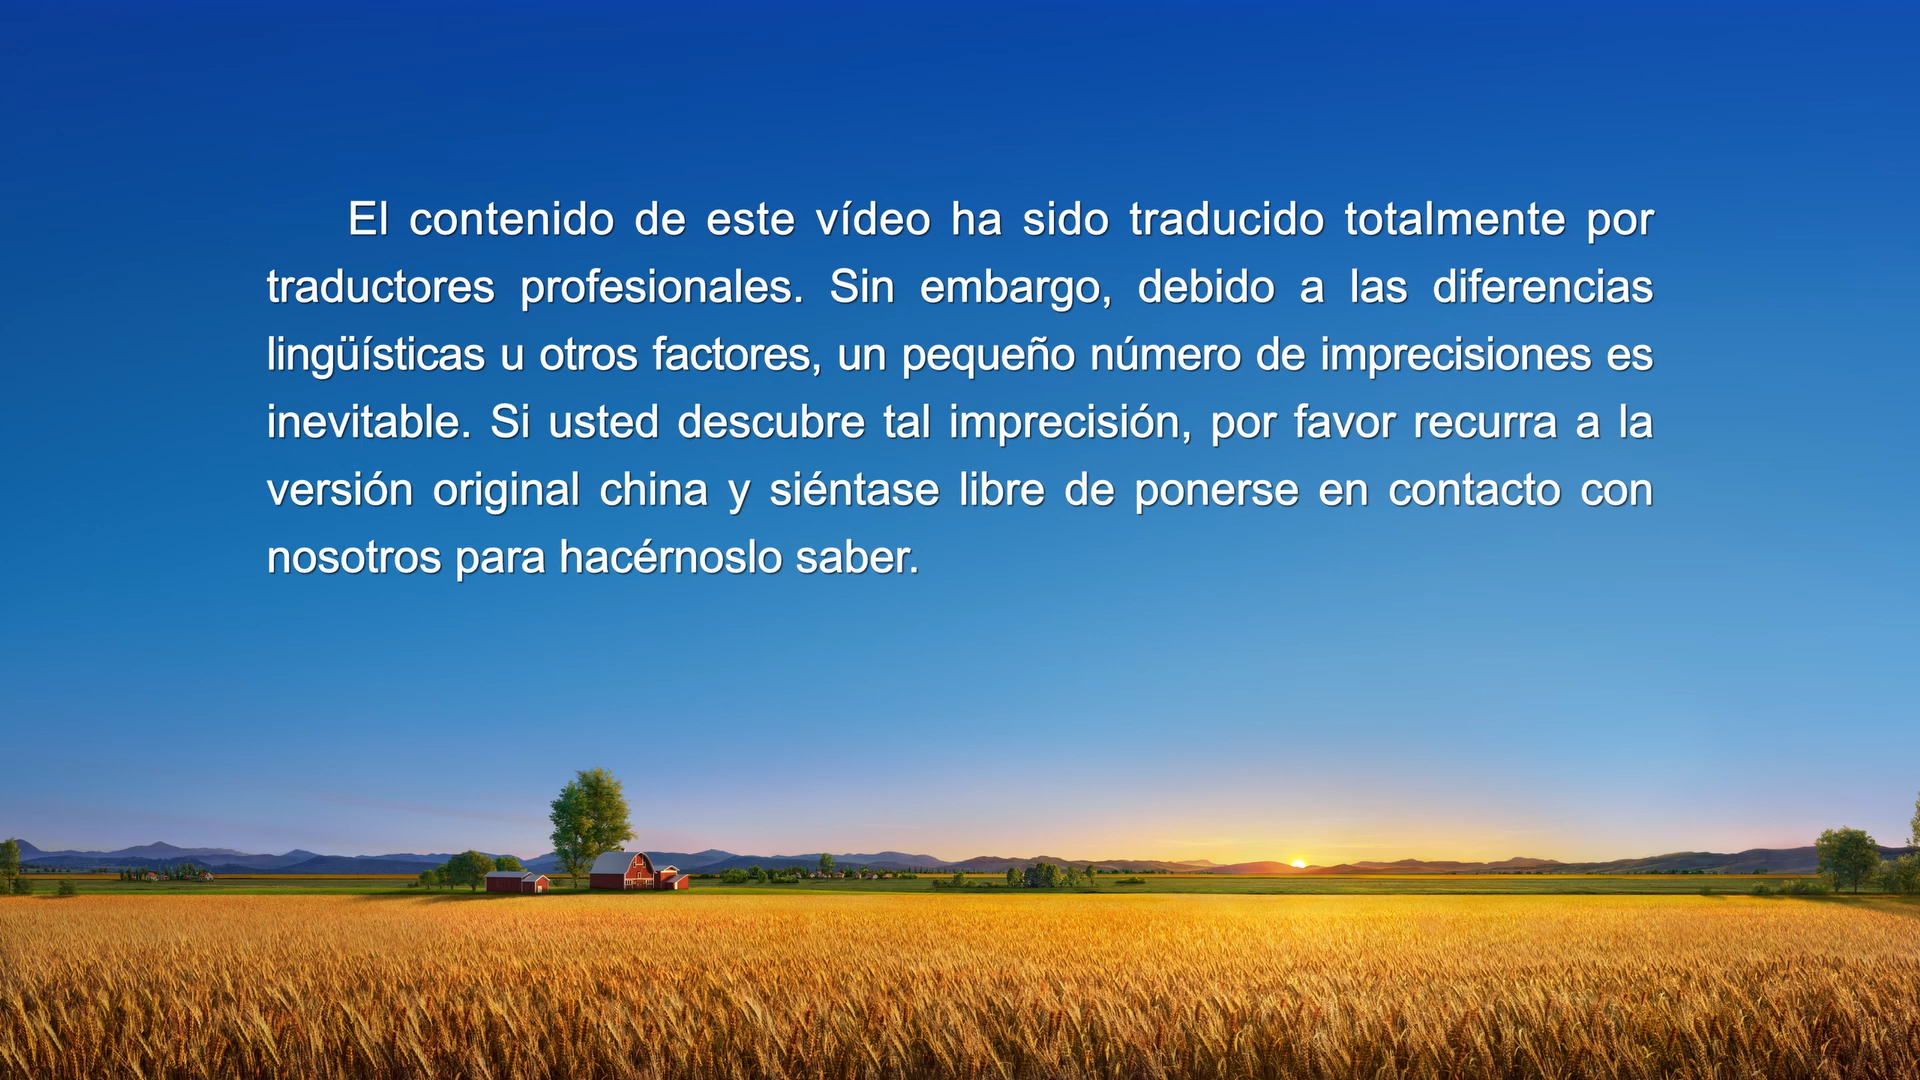 El contenido de este vídeo ha sido traducido totalmente por
traductores profesionales. Sin embargo, debido a las diferencias
lingüísticas u otros factores, un pequeño número de imprecisiones es
inevitable. Si usted descubre tal imprecisión, por favor recurra a la
versión original china y siéntase libre de ponerse en contacto con
nosotros para hacérnoslo saber.